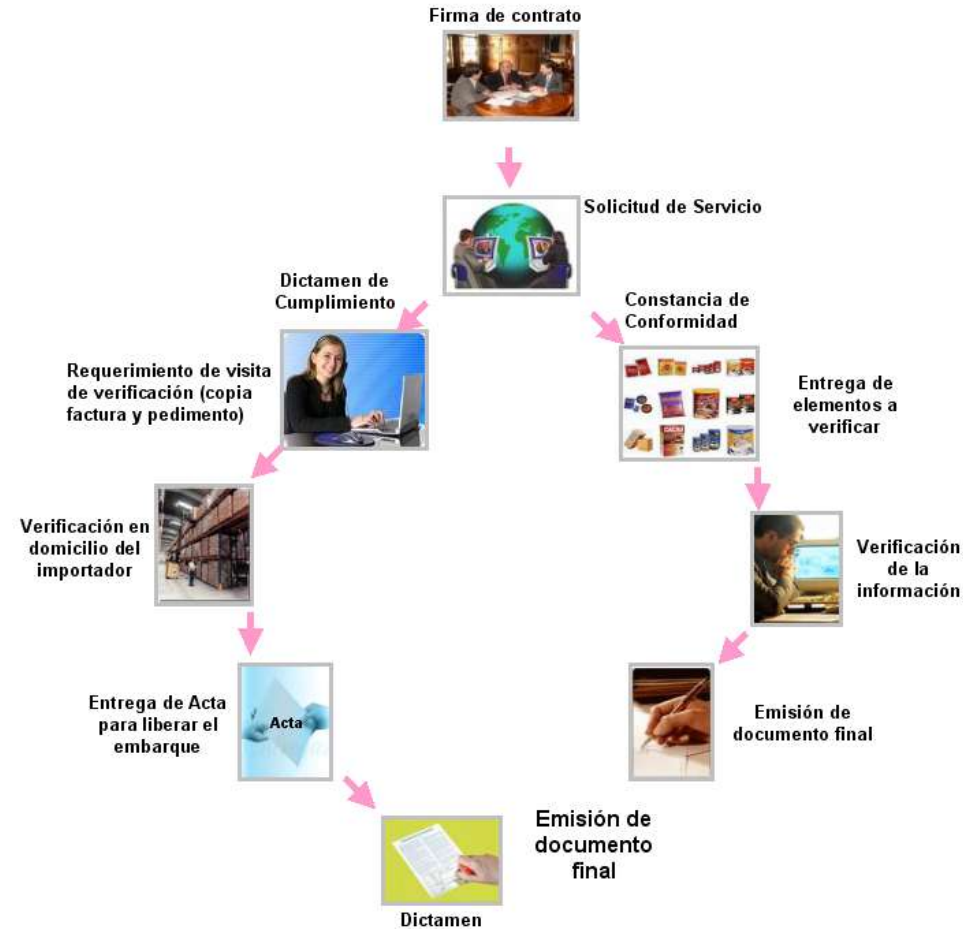 Firma de contrato
Solicitud de Servicio
Dictamen de
Cumplimiento
Constancia de
Conformidad
Requerimiento de visita
de verificación (copia
factura y pedimento)
Entrega de
elementos a
verificar
Verificación en
domicilio del
importador
Verificación
de la
información
Entrega de Acta
para liberar el
embarque
Acta
Emisión de
documento final
Emisión de
documento
final
Dictamen